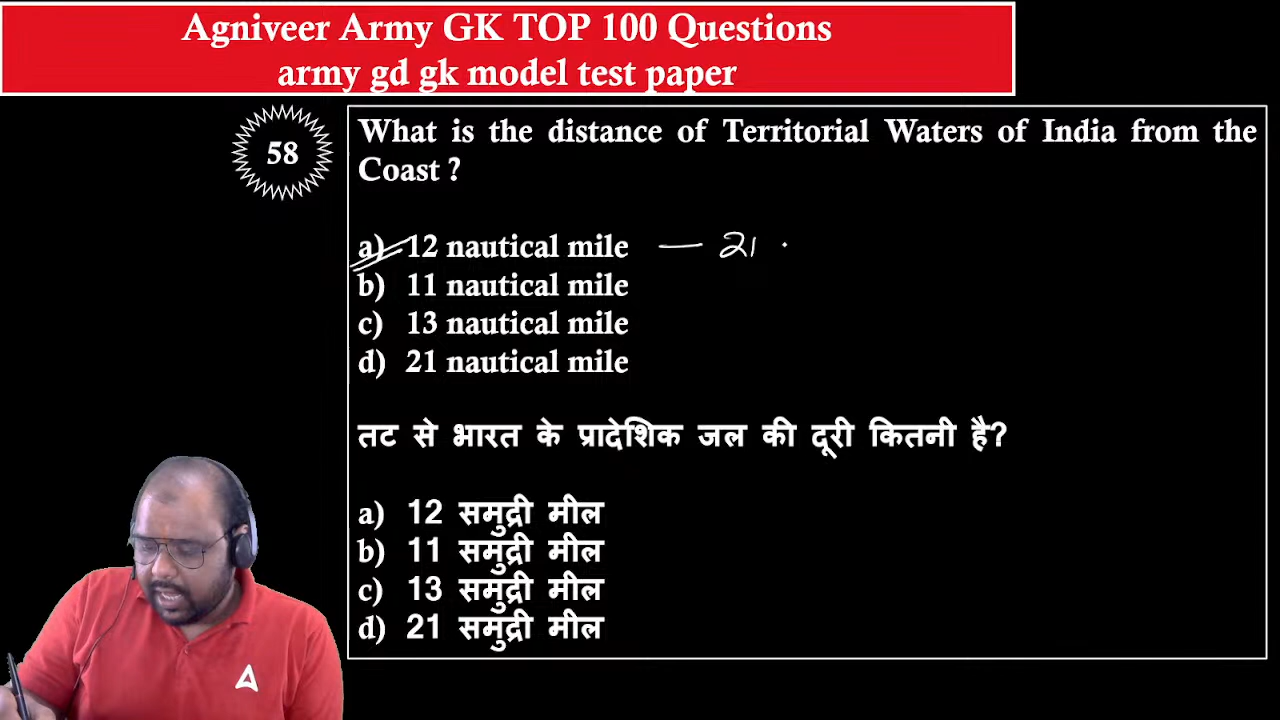 Agniveer Army GK TOP 100 Questions
army gd gk model test paper
58
What is the distance of Territorial Waters of India from the
Coast ?
a) 12 nautical mile — 21 .
b) 11 nautical mile
c) 13 nautical mile
d) 21 nautical mile
तट से भारत के प्रादेशिक जल की दूरी कितनी है?
a) 12 समुद्री मील
b) 11 समुद्री मील
c) 13 समुद्री मील
d) 21 समुद्री मील